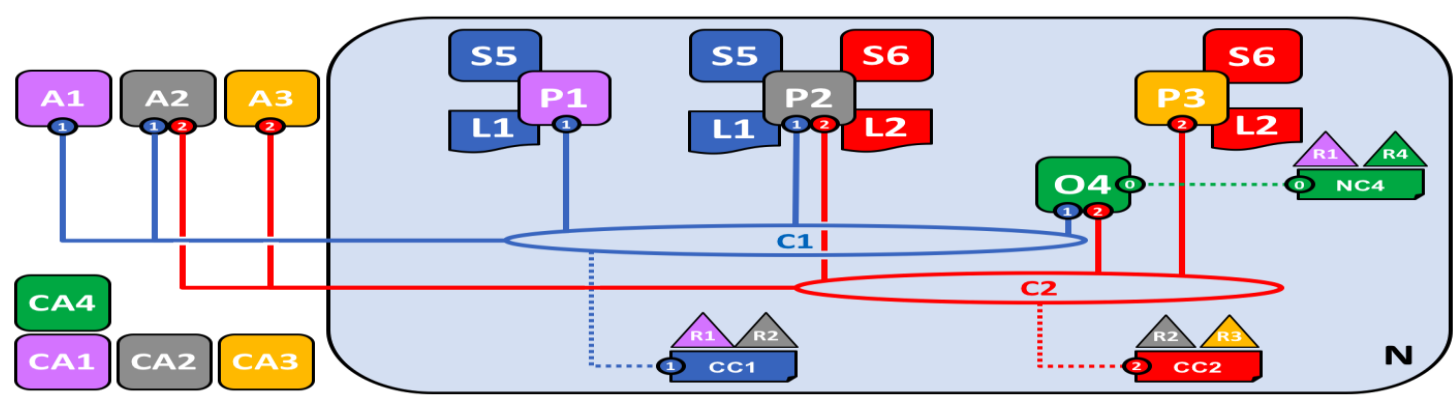 S5 S5 S6 S6
A1 A2 A3 P1 P2 P3
1 1 2 2 1 1 2 2
L1 L1 L2 L2
R1 R4
O4 0 0 NC4
1 2
C1
C2
CA4
R1 R2 R2 R3
CA1 CA2 CA3 1 CC1 2 CC2 N